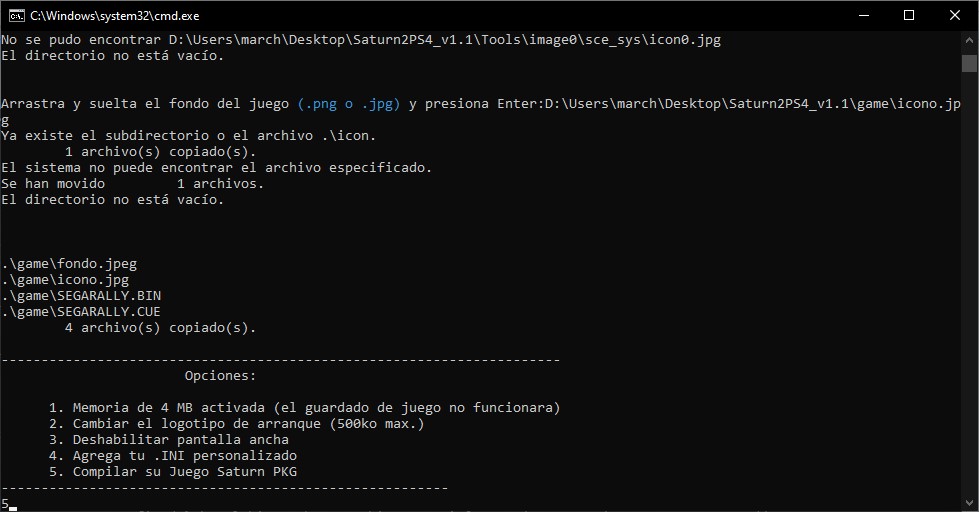 C:\Windows\system32\cmd.exe
No se pudo encontrar D:\Users\march\Desktop\Saturn2PS4_v1.1\Tools\image0\sce_sys\icon0.jpg
El directorio no está vacío.
Arrastra y suelta el fondo del juego (.png o .jpg) y presiona Enter:D:\Users\march\Desktop\Saturn2PS4_v1.1\game\icono.jp
g
Ya existe el subdirectorio o el archivo .\icon.
1 archivo(s) copiado(s).
El sistema no puede encontrar el archivo especificado.
Se han movido         1 archivos.
El directorio no está vacío.
.\game\fondo.jpeg
.\game\icono.jpg
.\game\SEGARALLY.BIN
.\game\SEGARALLY.CUE
4 archivo(s) copiado(s).
----------------------------------------------------------------------
Opciones:
1. Memoria de 4 MB activada (el guardado de juego no funcionara)
2. Cambiar el logotipo de arranque (500ko max.)
3. Deshabilitar pantalla ancha
4. Agrega tu .INI personalizado
5. Compilar su Juego Saturn PKG
--------------------------------------------------------
5